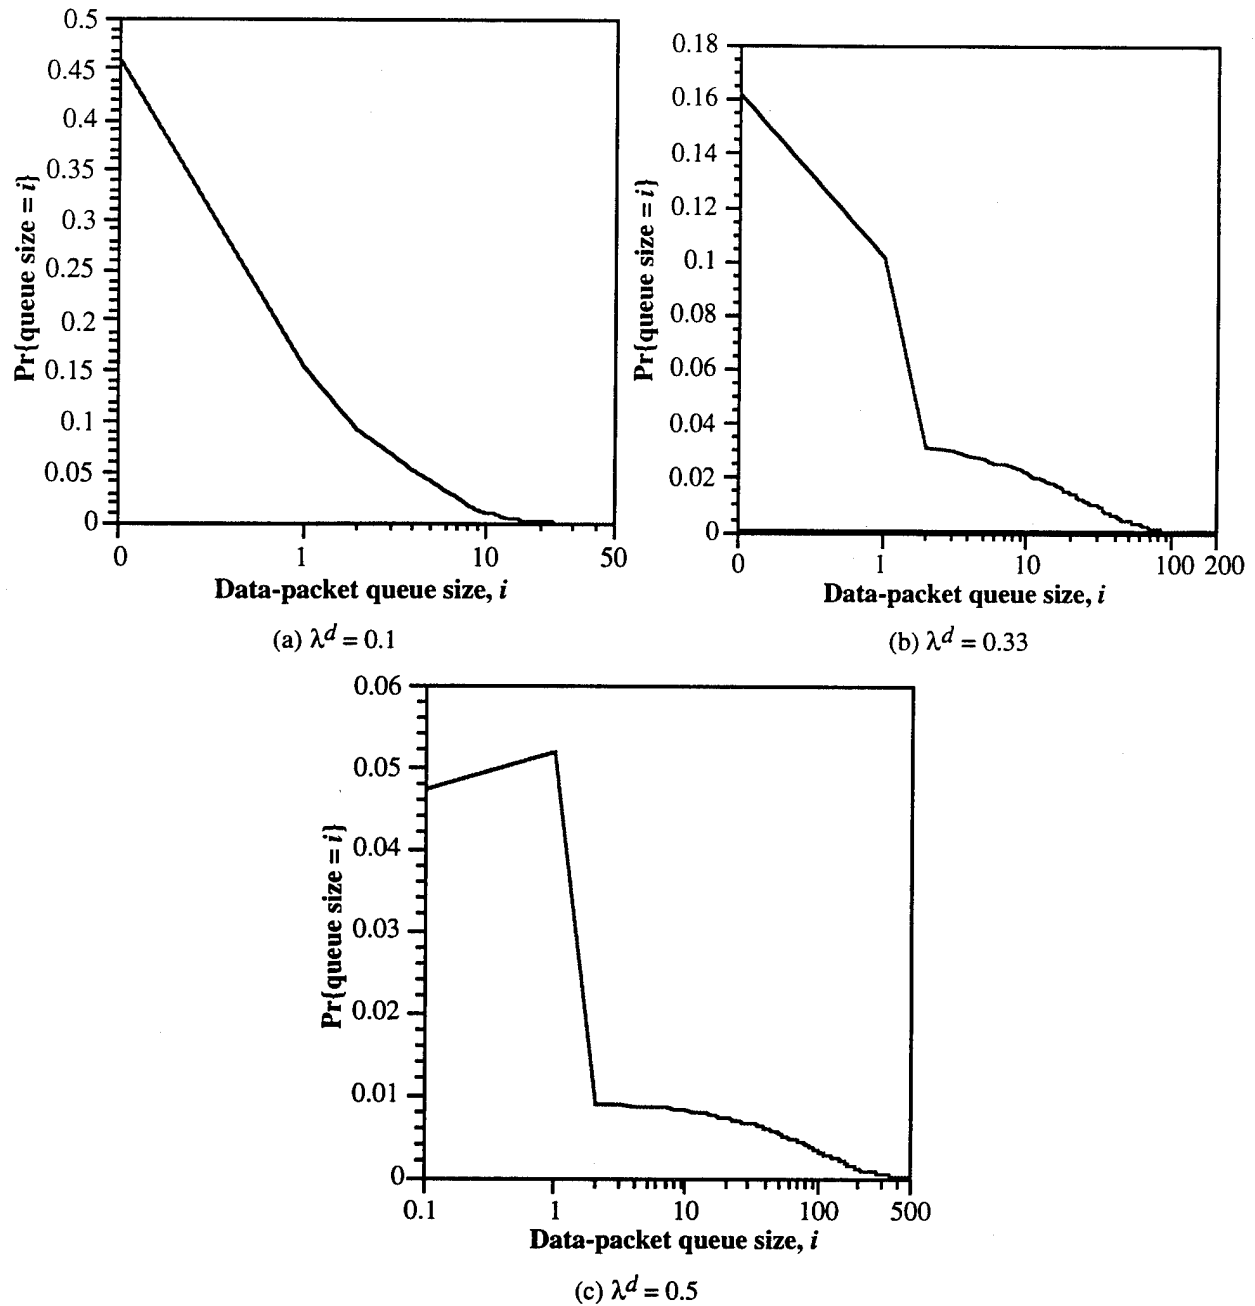 0.5
0.45
0.4
0.35
0.3
0.25
0.2
0.15
0.1
0.05
0
Pr{queue size = i}
0 1 10 50
Data-packet queue size, i
(a) λd = 0.1
0.18
0.16
0.14
0.12
0.1
0.08
0.06
0.04
0.02
0
Pr{queue size = i}
0 1 10 100 200
Data-packet queue size, i
(b) λd = 0.33
0.06
0.05
0.04
0.03
0.02
0.01
0
Pr{queue size = i}
0.1 1 10 100 500
Data-packet queue size, i
(c) λd = 0.5